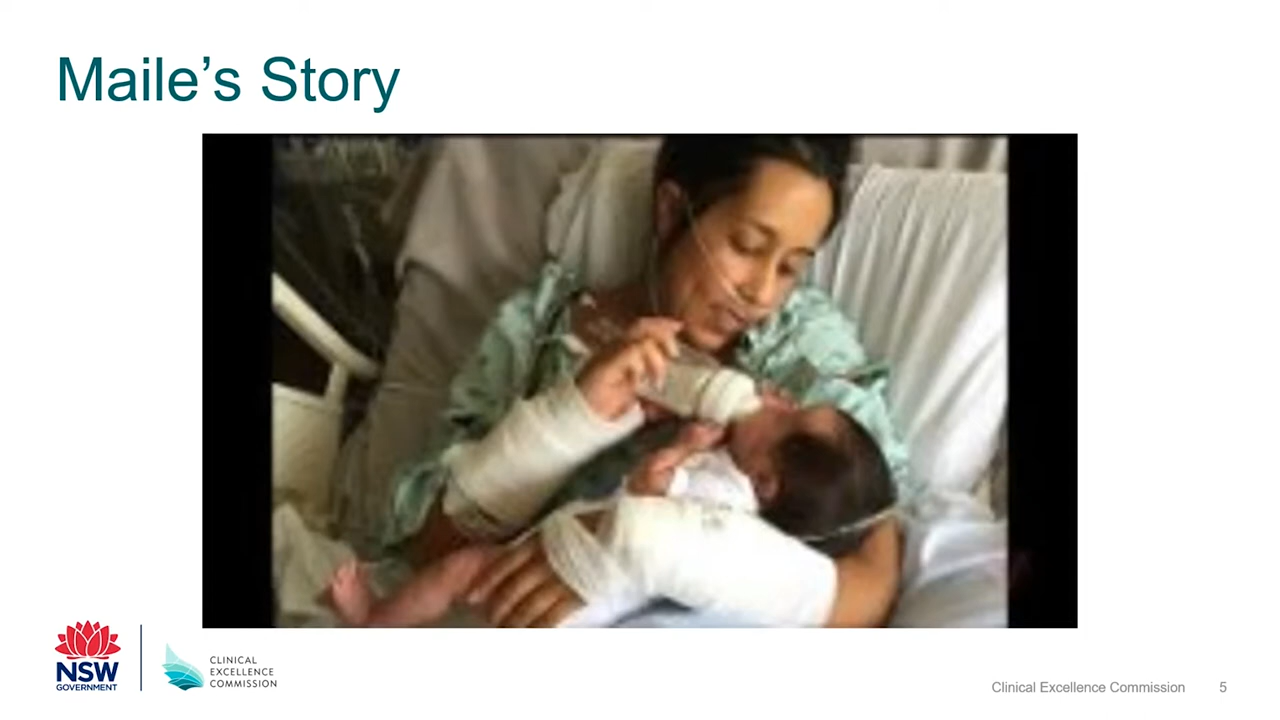 Maile's Story
NSW
GOVERNMENT
CLINICAL
EXCELLENCE
COMMISSION
Clinical Excellence Commission
5